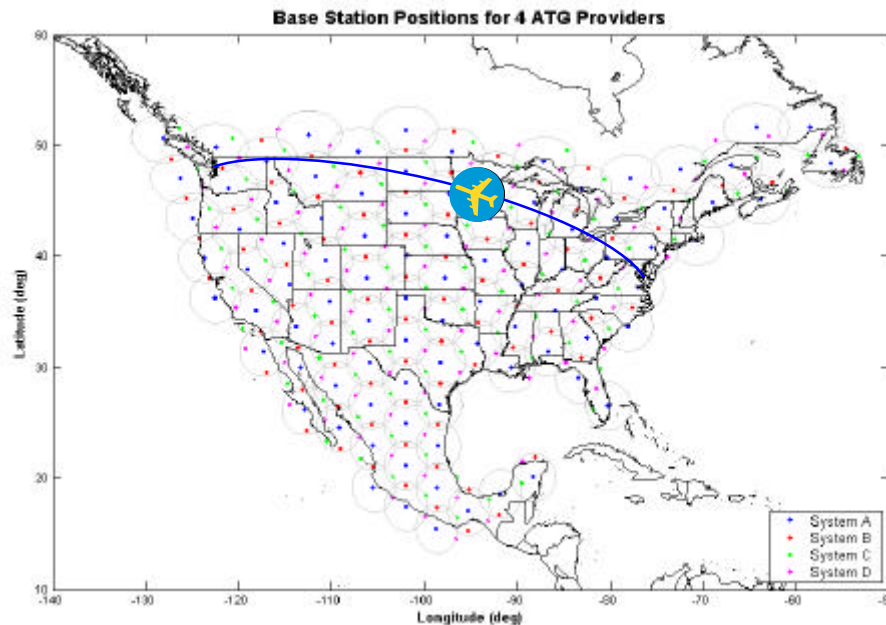 Base Station Positions for 4 ATG Providers
60
50
40
30
20
10
Latitude (deg)
-140
-130
-120
-110
-100
-90
-80
-70
-60
-50
Longitude (deg)
System A
System B
System C
System D